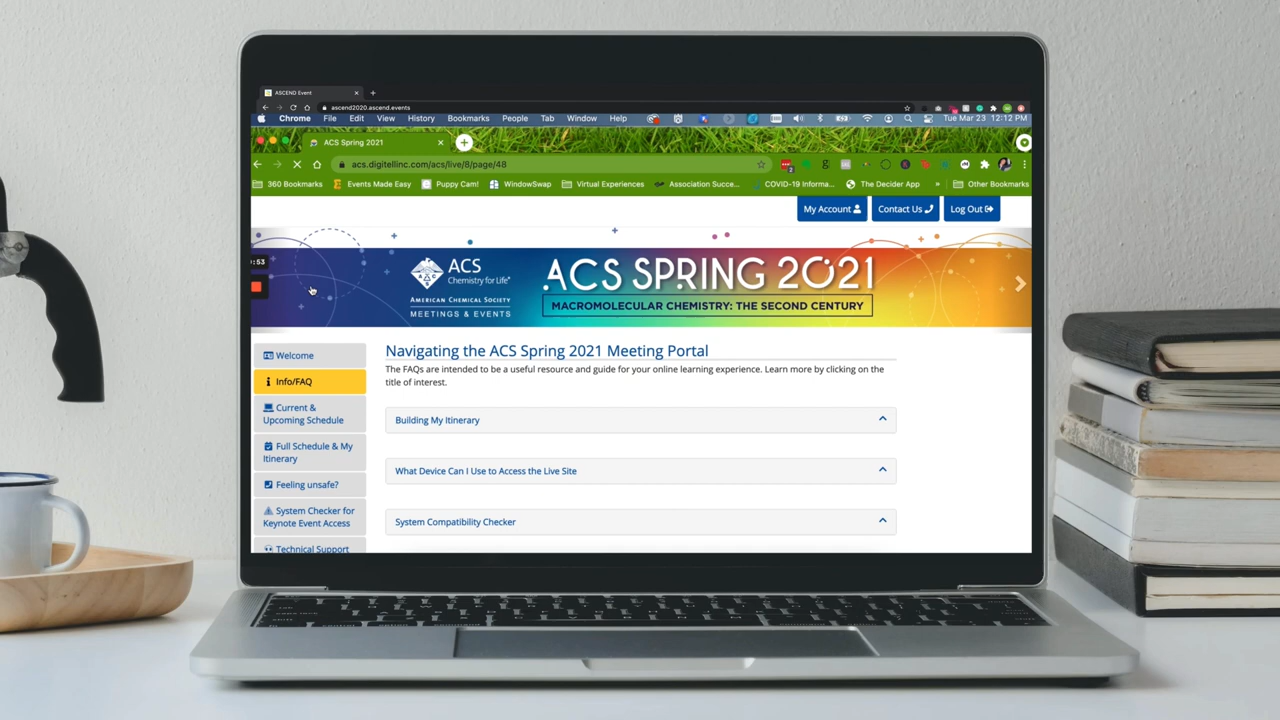 ASCEND Event
ascend2020.ascend.events
Chrome File Edit View History Bookmarks People Tab Window Help Tue Mar 23 12:12 PM
ACS Spring 2021
acs.digitellinc.com/acs/live/8/page/48
360 Bookmarks Events Made Easy Puppy Cam! WindowSwap Virtual Experiences Association Succe... COVID-19 Informa... The Decider App » Other Bookmarks
My Account Contact Us Log Out
:53
ACS
Chemistry for Life®
AMERICAN CHEMICAL SOCIETY
MEETINGS & EVENTS
ACS SPRING 2021
MACROMOLECULAR CHEMISTRY: THE SECOND CENTURY
Welcome
Info/FAQ
Current &
Upcoming Schedule
Full Schedule & My
Itinerary
Feeling unsafe?
System Checker for
Keynote Event Access
Technical Support
Navigating the ACS Spring 2021 Meeting Portal
The FAQs are intended to be a useful resource and guide for your online learning experience. Learn more by clicking on the
title of interest.
Building My Itinerary
What Device Can I Use to Access the Live Site
System Compatibility Checker